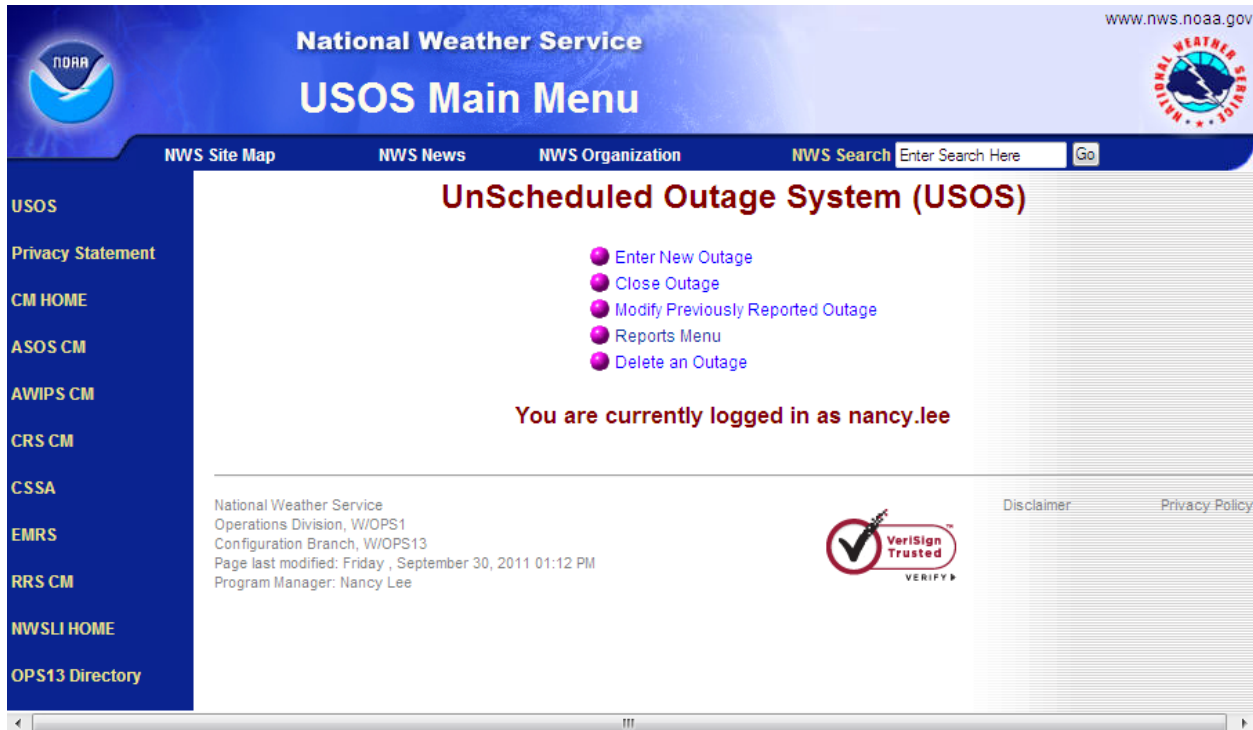 www.nws.noaa.gov
NOAA
National Weather Service
USOS Main Menu
NATIONAL WEATHER SERVICE
NWS Site Map NWS News NWS Organization NWS Search Enter Search Here Go
USOS
Privacy Statement
CM HOME
ASOS CM
AWIPS CM
CRS CM
CSSA
EMRS
RRS CM
NWSLI HOME
OPS13 Directory
UnScheduled Outage System (USOS)
Enter New Outage
Close Outage
Modify Previously Reported Outage
Reports Menu
Delete an Outage
You are currently logged in as nancy.lee
National Weather Service
Operations Division, W/OPS1
Configuration Branch, W/OPS13
Page last modified: Friday , September 30, 2011 01:12 PM
Program Manager: Nancy Lee
VeriSign
Trusted
VERIFY
Disclaimer Privacy Policy